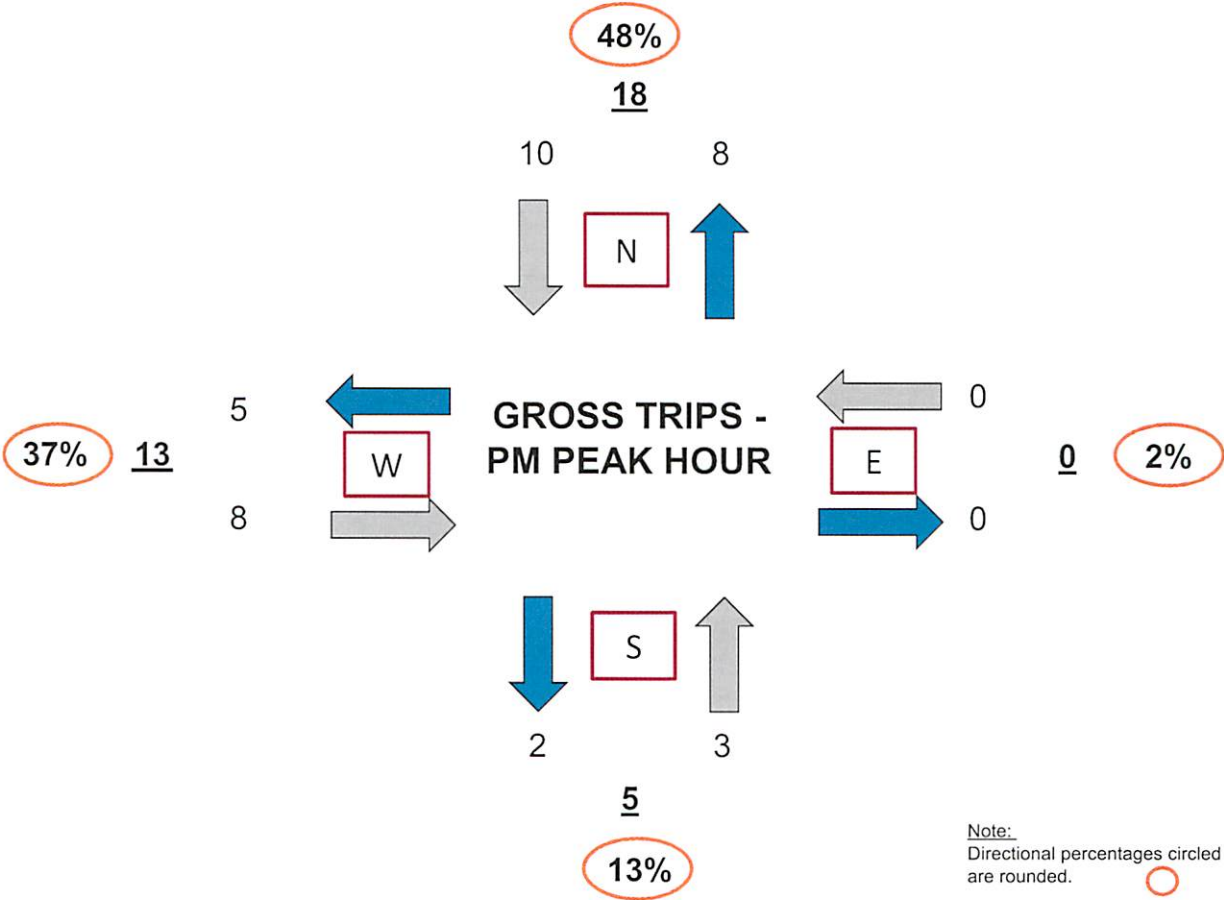 48%
18
10 8
N
5
GROSS TRIPS -
0
37% 13
W
PM PEAK HOUR
E
0 2%
8
0
S
2 3
5
13%
Note:
Directional percentages circled
are rounded.